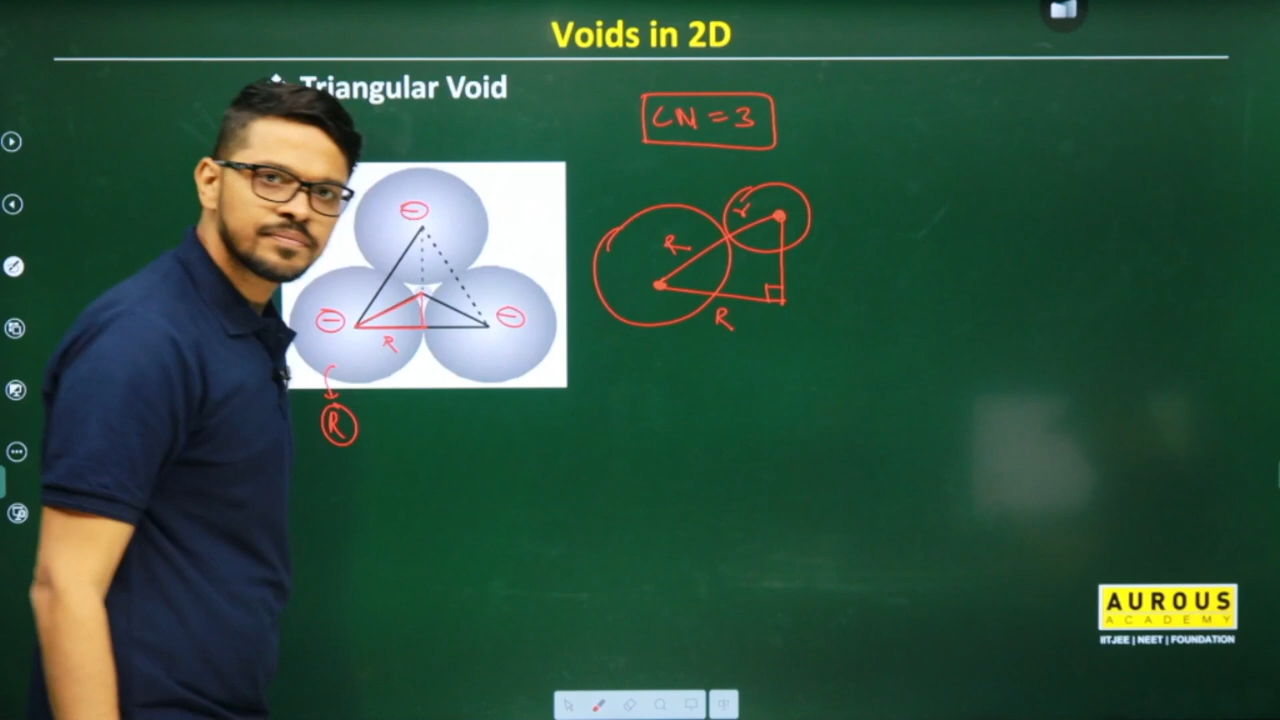 Voids in 2D
Triangular Void
CN = 3
r
R
R
R
R
AUROUS
ACADEMY
IITJEE | NEET | FOUNDATION